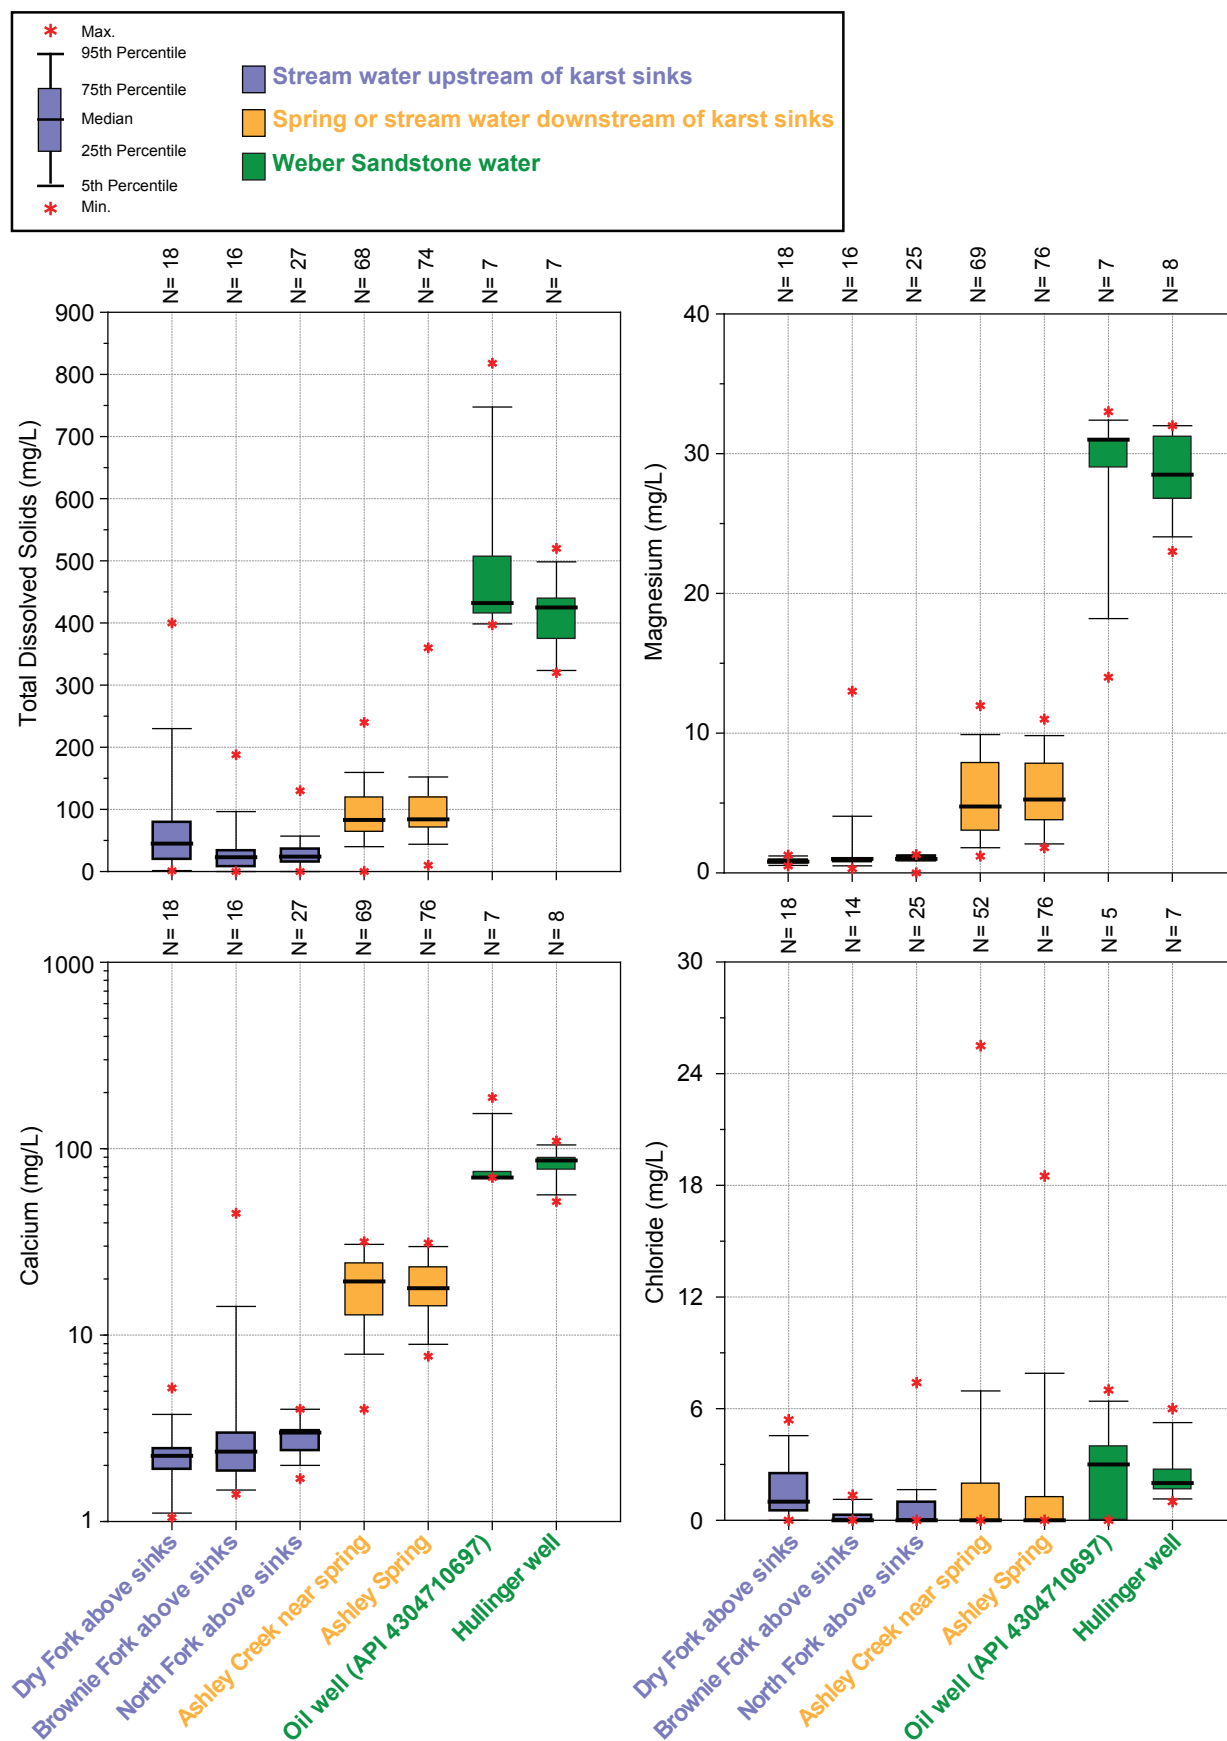 Max.
95th Percentile
75th Percentile
Median
25th Percentile
5th Percentile
Min.
Stream water upstream of karst sinks
Spring or stream water downstream of karst sinks
Weber Sandstone water
N= 18
N= 16
N= 27
N= 68
N= 74
N= 7
N= 7
900
800
700
600
500
400
300
200
100
0
Total Dissolved Solids (mg/L)
N= 18
N= 16
N= 25
N= 69
N= 76
N= 7
N= 8
40
30
20
10
0
Magnesium (mg/L)
N= 18
N= 16
N= 27
N= 69
N= 76
N= 7
N= 8
1000
100
10
1
Calcium (mg/L)
N= 18
N= 14
N= 25
N= 52
N= 76
N= 5
N= 7
30
24
18
12
6
0
Chloride (mg/L)
Dry Fork above sinks
Brownie Fork above sinks
North Fork above sinks
Ashley Creek near spring
Ashley Spring
Oil well (API 4304710697)
Hullinger well
Dry Fork above sinks
Brownie Fork above sinks
North Fork above sinks
Ashley Creek near spring
Ashley Spring
Oil well (API 4304710697)
Hullinger well